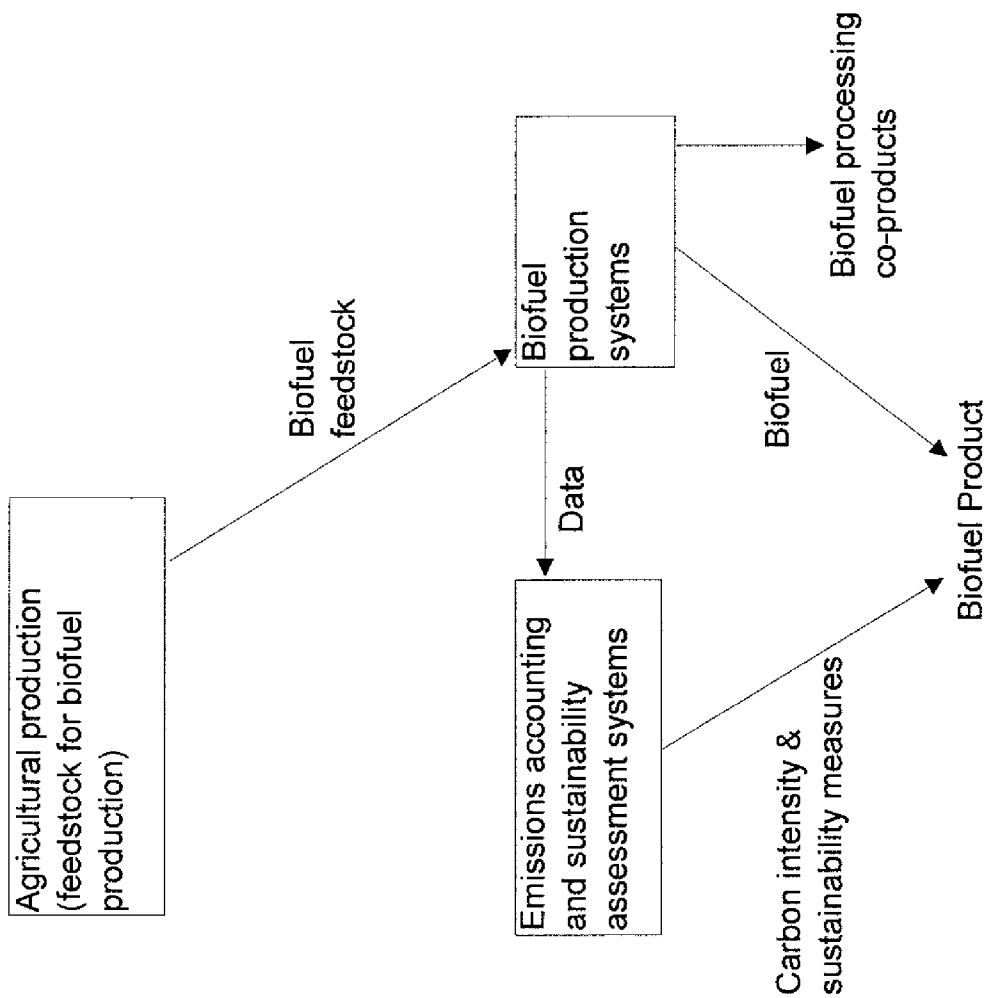 Agricultural production
(feedstock for biofuel
production)
Biofuel
feedstock
Emissions accounting
and sustainability
assessment systems
Data
Biofuel
production
systems
Carbon intensity &
sustainability measures
Biofuel
Biofuel processing
co-products
Biofuel Product